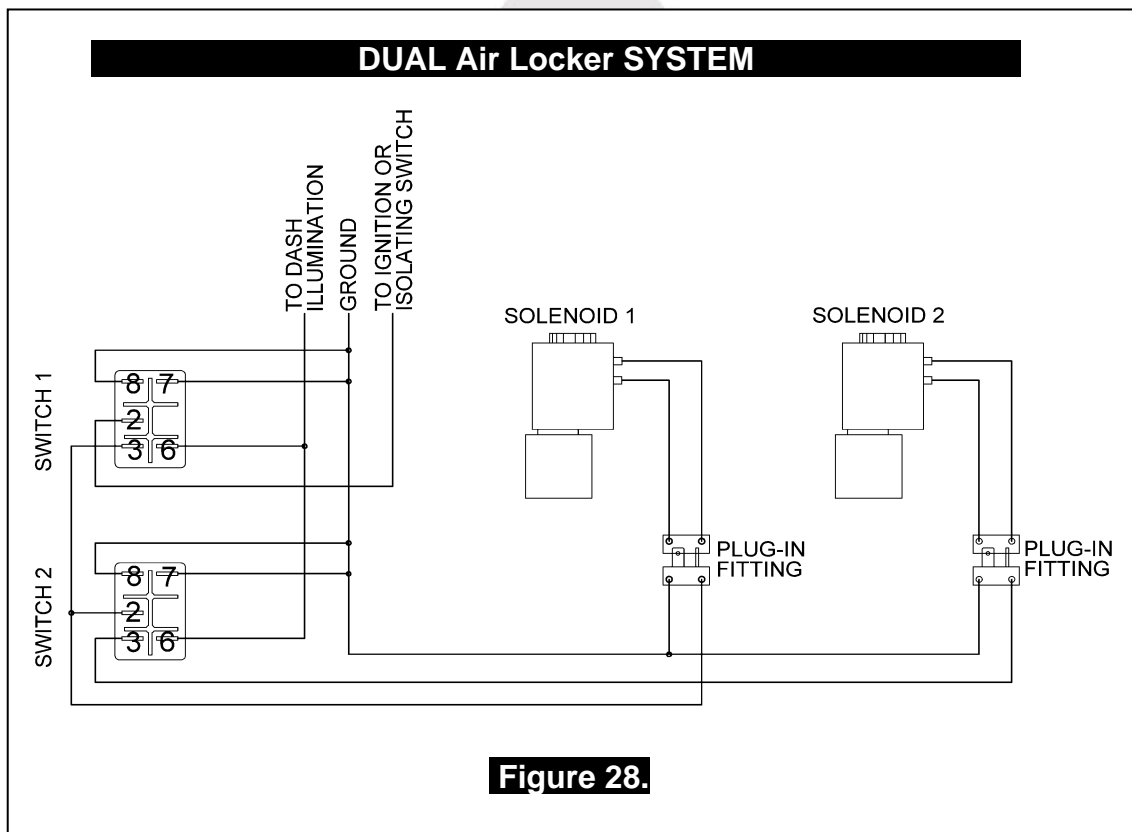 DUAL Air Locker SYSTEM
TO DASH
ILLUMINATION
GROUND
TO IGNITION OR
ISOLATING SWITCH
SOLENOID 1
SOLENOID 2
SWITCH 1
8 7
2
3 6
SWITCH 2
8 7
2
3 6
PLUG-IN
FITTING
PLUG-IN
FITTING
Figure 28.